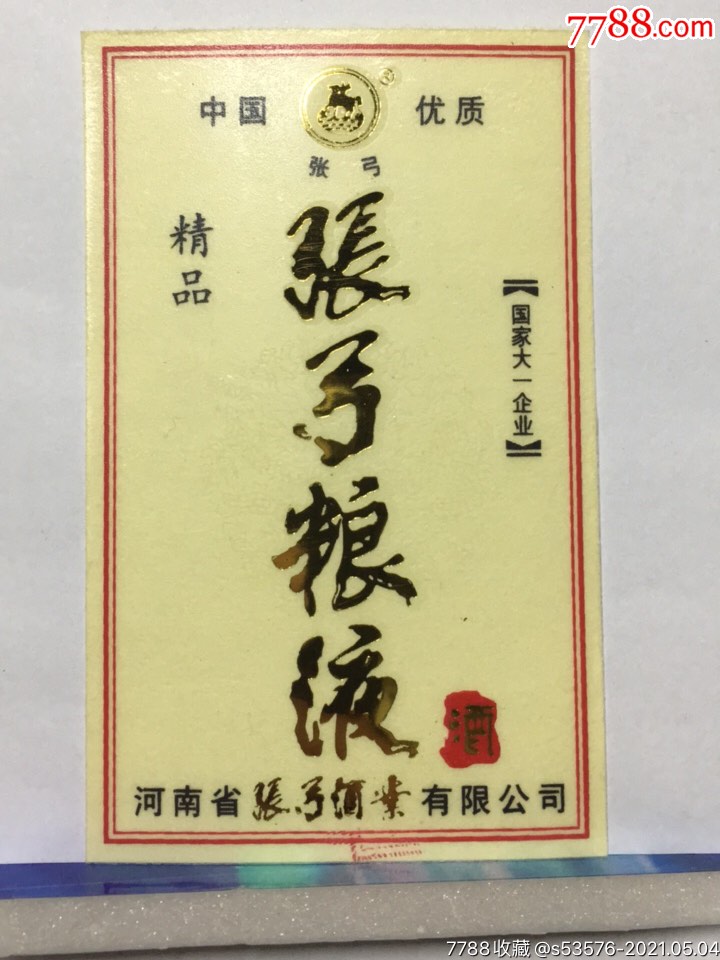 7788.com
中国 优质
®
张弓
精品
張弓粮液
【国家大一企业】
酒
河南省張弓酒業有限公司
7788收藏 @s53576-2021.05.04